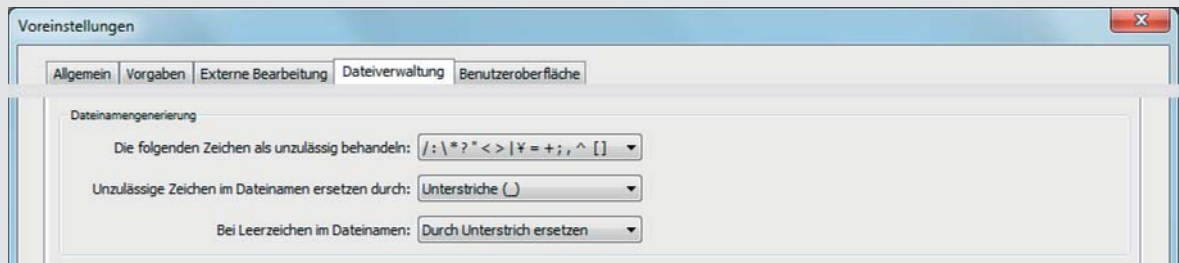 Voreinstellungen
Allgemein Vorgaben Externe Bearbeitung Dateiverwaltung Benutzeroberfläche
Dateinamengenerierung
Die folgenden Zeichen als unzulässig behandeln: /:\*?"<>|¥=+;,^[]
Unzulässige Zeichen im Dateinamen ersetzen durch: Unterstriche (_)
Bei Leerzeichen im Dateinamen: Durch Unterstrich ersetzen